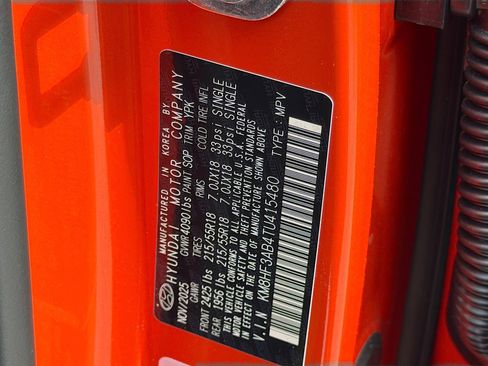 MANUFACTURED IN KOREA BY
HYUNDAI MOTOR COMPANY
NOV/2025 GVWR 4090lbs PAINT SOP TRIM YPK
GAWR TIRES RIMS COLD TIRE INFL
FRONT 2425 lbs 215/55R18 7.0JX18 33psi SINGLE
REAR 1956 lbs 215/55R18 7.0JX18 33psi SINGLE
THIS VEHICLE CONFORMS TO ALL APPLICABLE U.S.A. FEDERAL
MOTOR VEHICLE SAFETY AND THEFT PREVENTION STANDARDS
IN EFFECT ON THE DATE OF MANUFACTURE SHOWN ABOVE
V.I.N KM8HF3AB4TU415480 TYPE: MPV